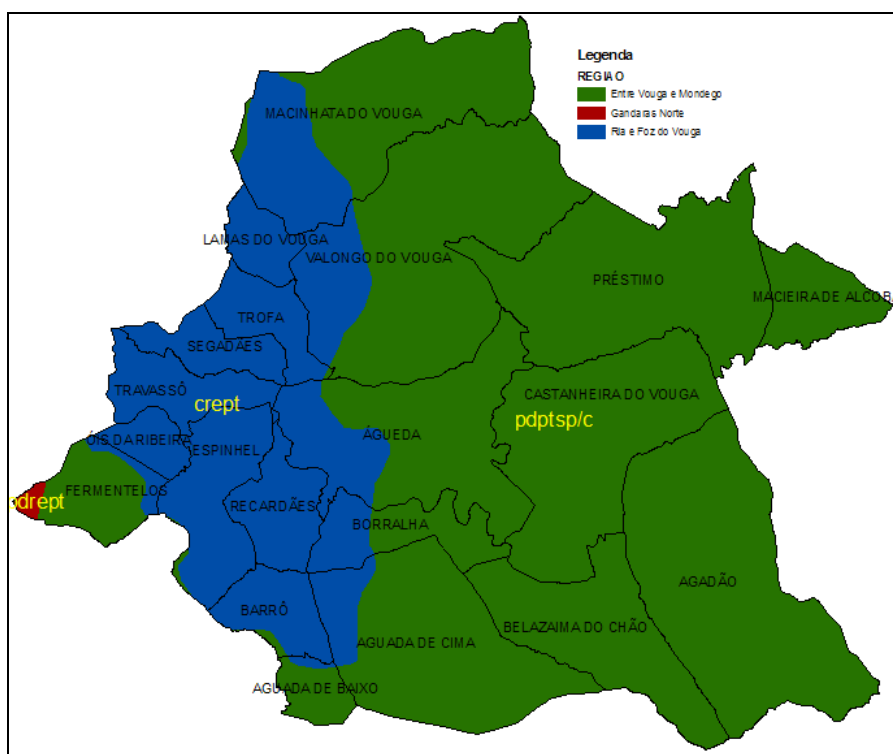 Legenda
REGIAO
Entre Vouga e Mondego
Gandaras Norte
Ria e Foz do Vouga
MACINHATA DO VOUGA
LAMAS DO VOUGA
VALONGO DO VOUGA
PRÉSTIMO
MACIEIRA DE ALCOBA
TROFA
SEGADÃES
TRAVASSÔ
crept
CASTANHEIRA DO VOUGA
pdptsp/c
ÓIS DA RIBEIRA
ESPINHEL
ÁGUEDA
FERMENTELOS
pdrept
RECARDÃES
BORRALHA
AGADÃO
BARRÔ
AGUADA DE CIMA
BELAZAIMA DO CHÃO
AGUADA DE BAIXO